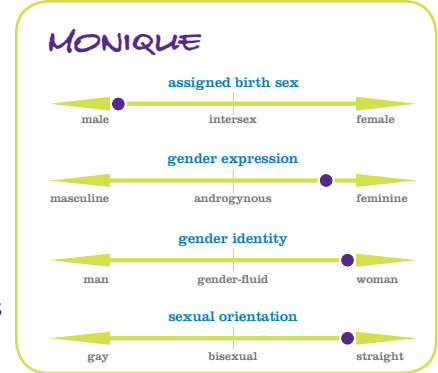 MONIQUE
assigned birth sex
male intersex female
gender expression
masculine androgynous feminine
gender identity
man gender-fluid woman
s
sexual orientation
gay bisexual straight